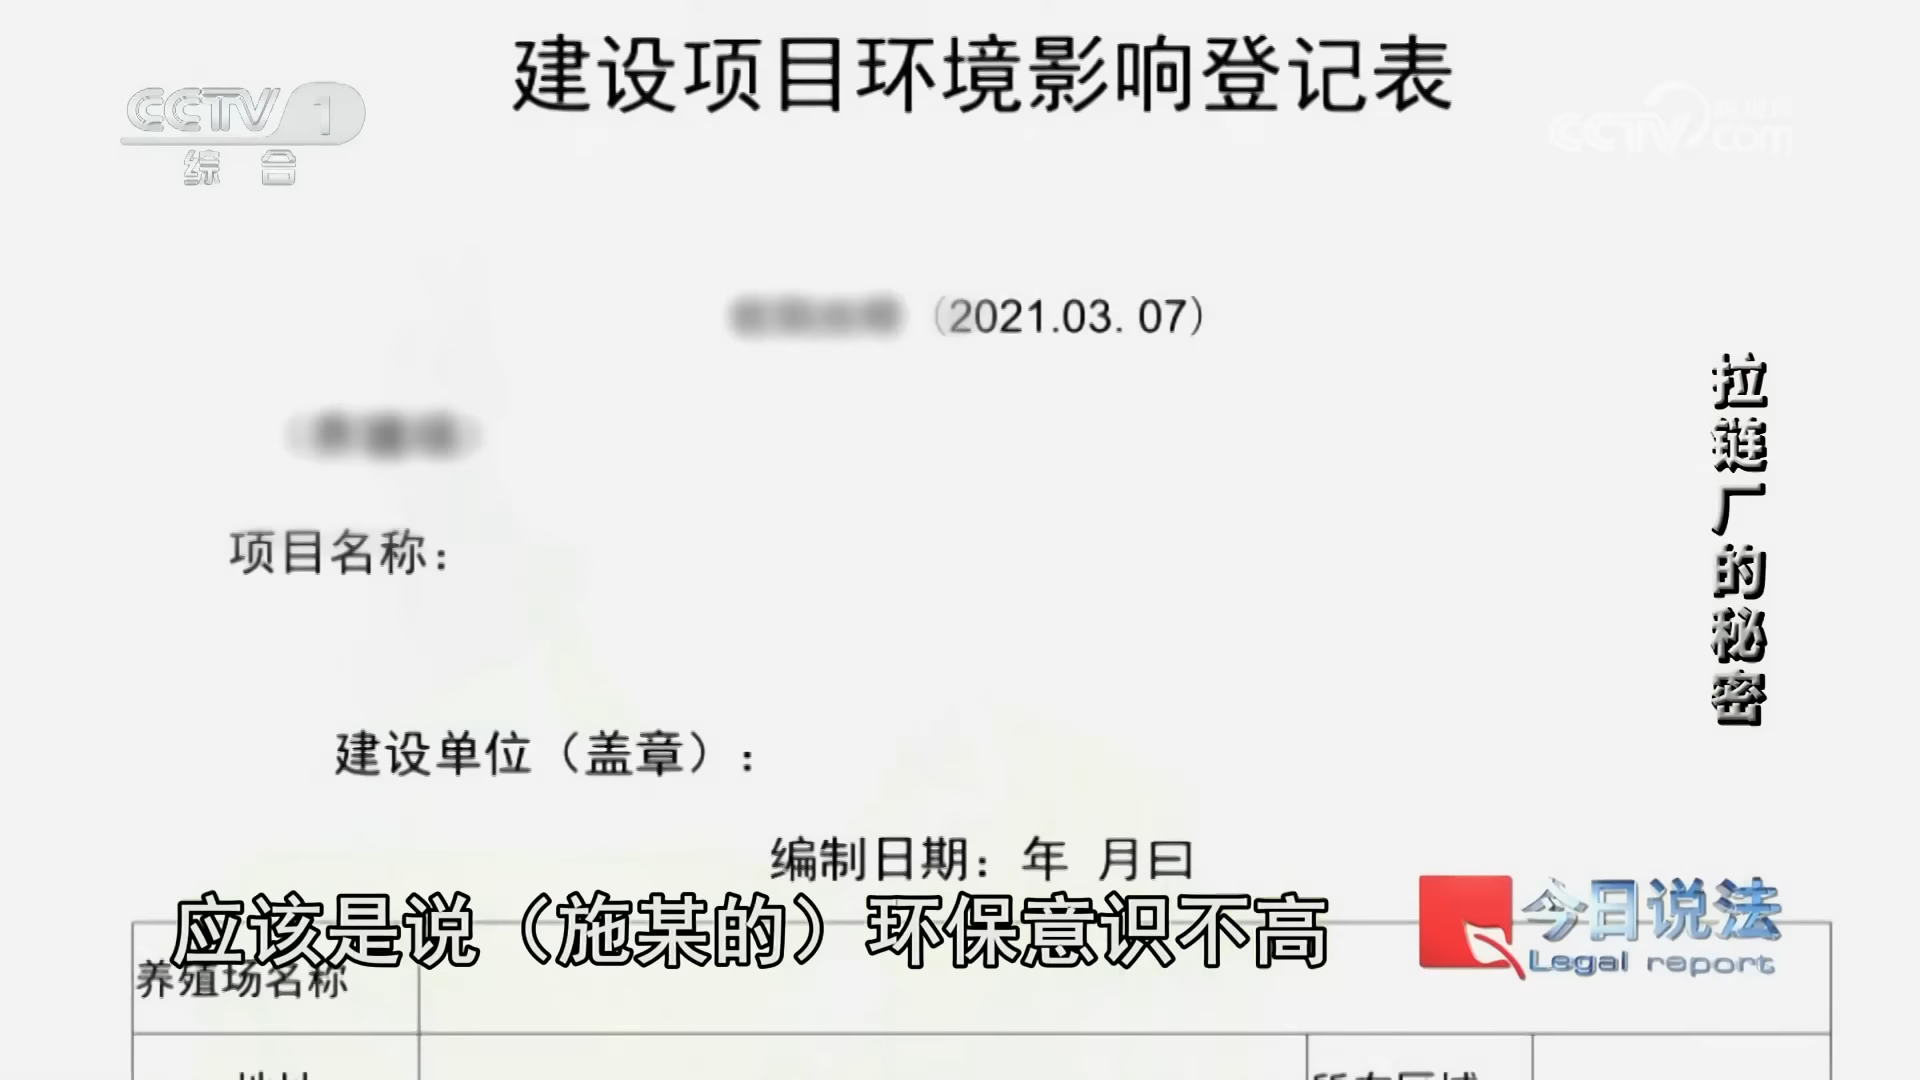 建设项目环境影响登记表
CCTV 1
综合
CCTV.com
(2021.03.07)
项目名称：
拉链厂的秘密
建设单位（盖章）：
编制日期：年 月日
应该是说（施某的）环保意识不高
今日说法
Legal report
养殖场名称